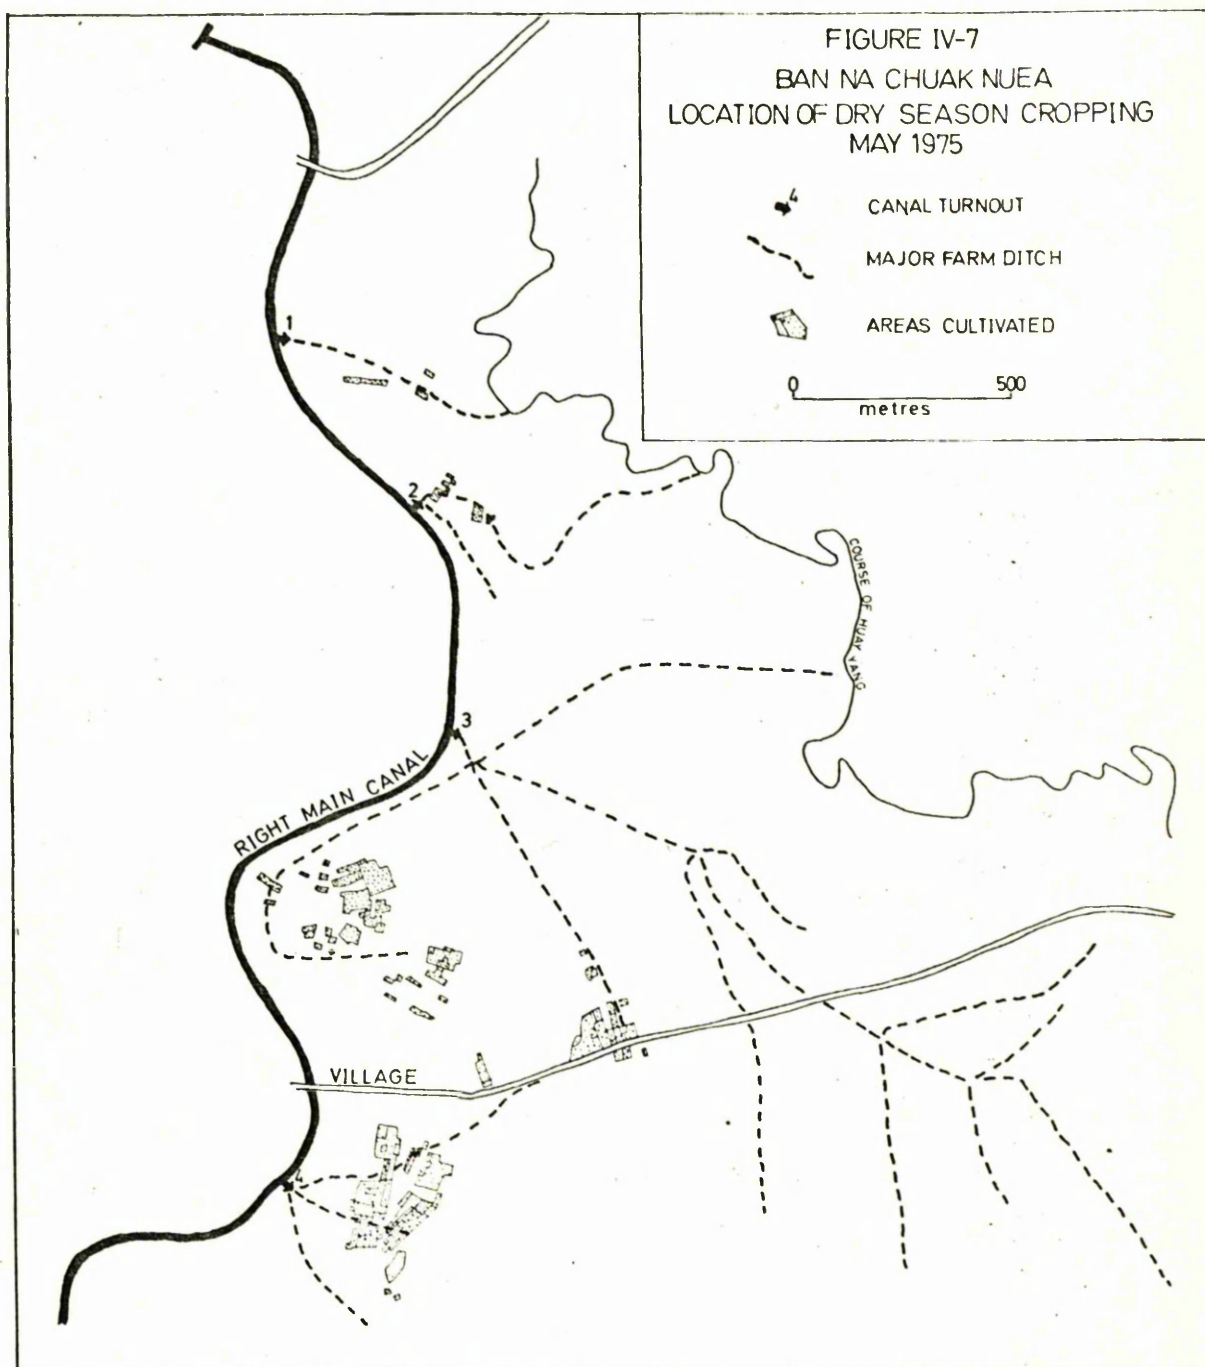 FIGURE IV-7
BAN NA CHUAK NUEA
LOCATION OF DRY SEASON CROPPING
MAY 1975
4
CANAL TURNOUT
MAJOR FARM DITCH
AREAS CULTIVATED
0 500
metres
1
2
COURSE OF HUAY YANG
3
RIGHT MAIN CANAL
VILLAGE